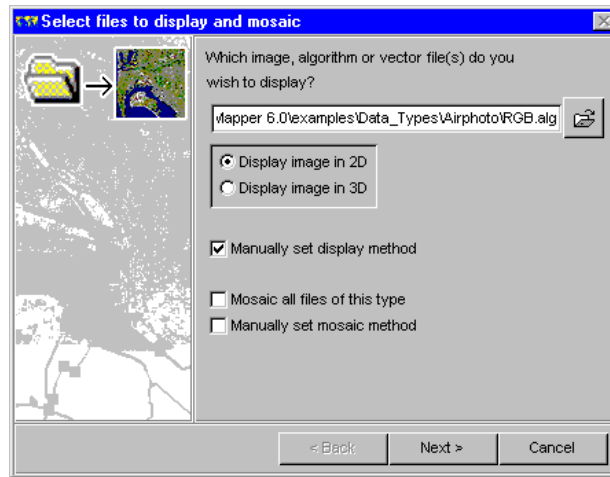 Select files to display and mosaic
Which image, algorithm or vector file(s) do you
wish to display?
Mapper 6.0\examples\Data_Types\Airphoto\RGB.alg
Display image in 2D
Display image in 3D
Manually set display method
Mosaic all files of this type
Manually set mosaic method
< Back Next > Cancel